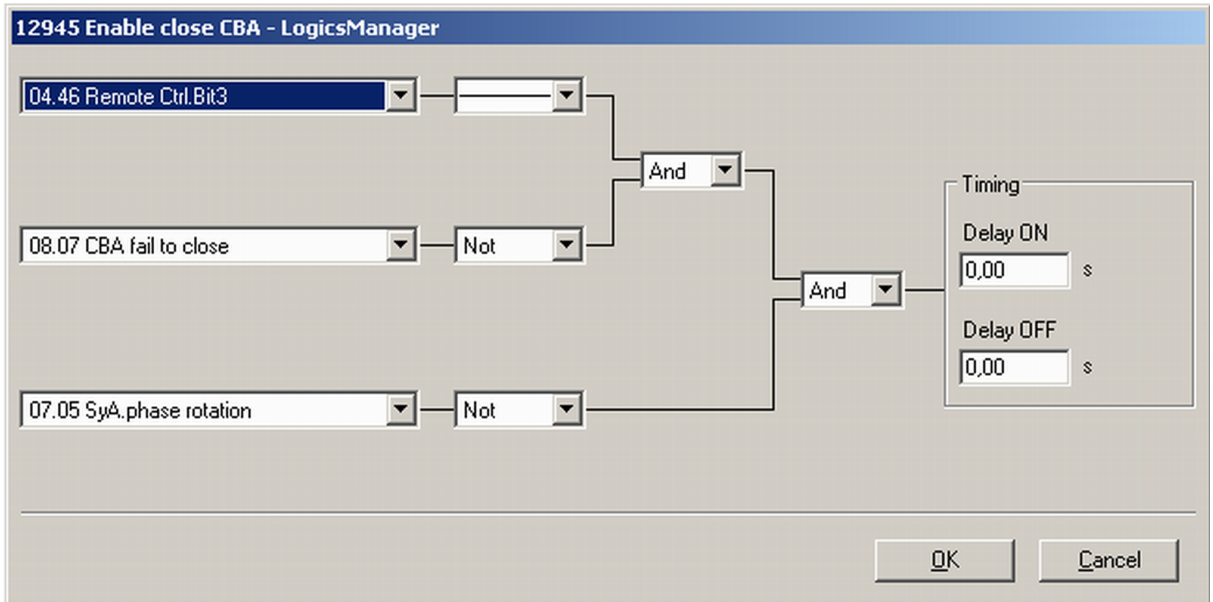 12945 Enable close CBA - LogicsManager
04.46 Remote Ctrl.Bit3
And
Timing
08.07 CBA fail to close
Not
Delay ON
0,00 s
And
Delay OFF
0,00 s
07.05 SyA.phase rotation
Not
OK
Cancel